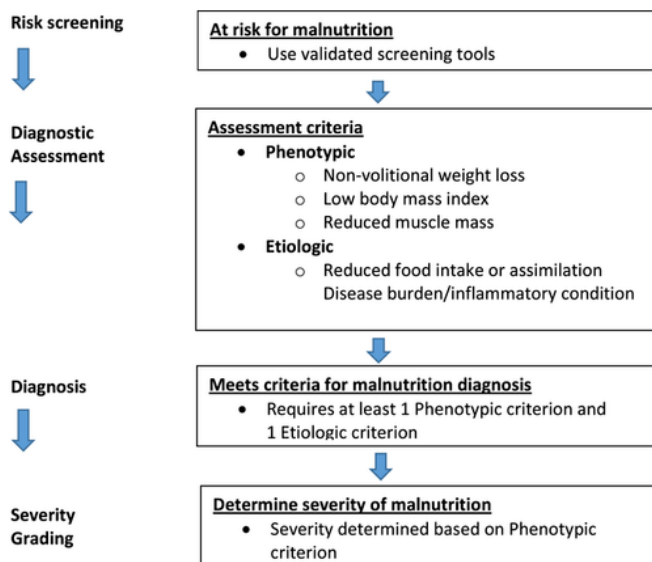 Risk screening
At risk for malnutrition
• Use validated screening tools
Diagnostic
Assessment
Assessment criteria
• Phenotypic
o Non-volitional weight loss
o Low body mass index
o Reduced muscle mass
• Etiologic
o Reduced food intake or assimilation
Disease burden/inflammatory condition
Diagnosis
Meets criteria for malnutrition diagnosis
• Requires at least 1 Phenotypic criterion and
1 Etiologic criterion
Severity
Grading
Determine severity of malnutrition
• Severity determined based on Phenotypic
criterion